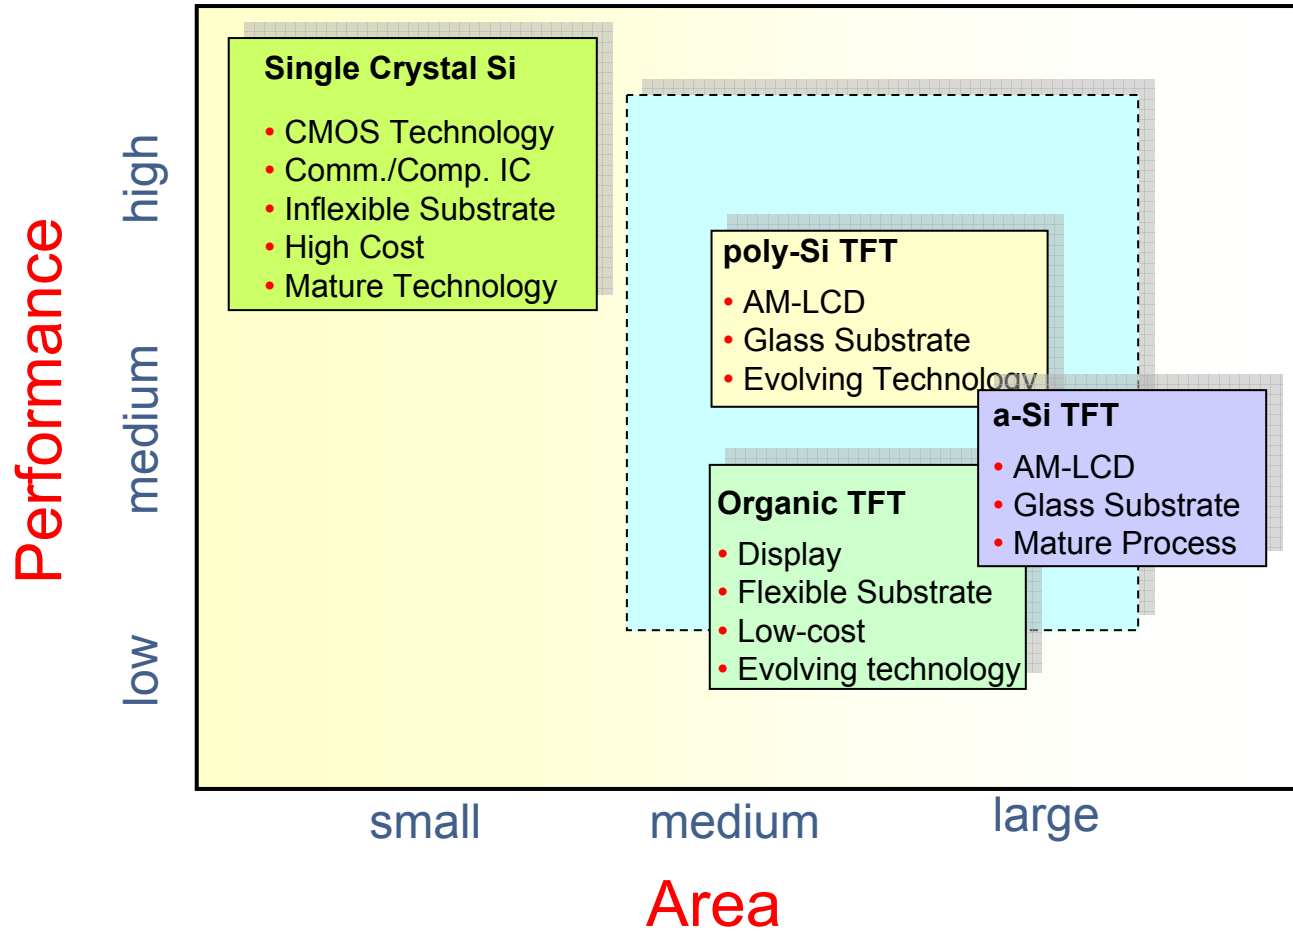 Single Crystal Si
• CMOS Technology
• Comm./Comp. IC
• Inflexible Substrate
• High Cost
• Mature Technology
poly-Si TFT
• AM-LCD
• Glass Substrate
• Evolving Technology
a-Si TFT
• AM-LCD
• Glass Substrate
• Mature Process
Organic TFT
• Display
• Flexible Substrate
• Low-cost
• Evolving technology
Performance
high
medium
low
small
medium
large
Area